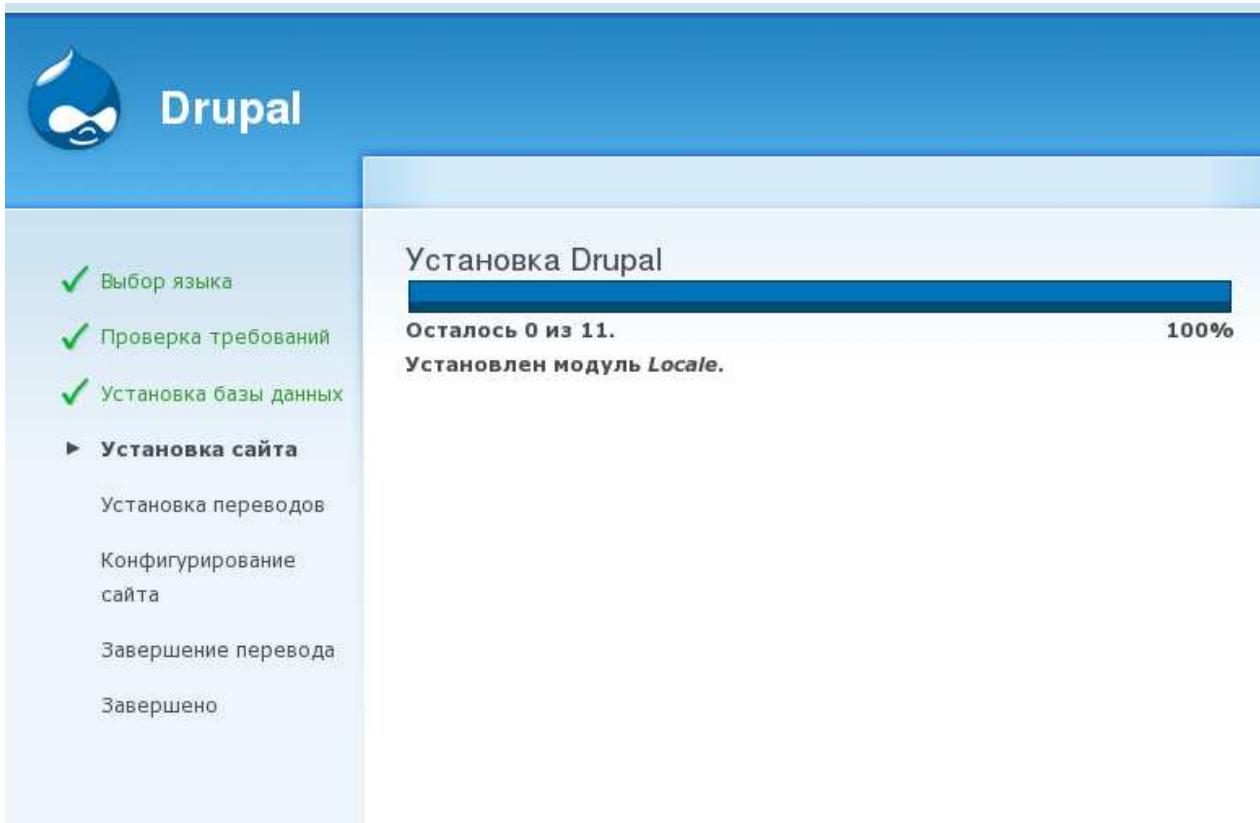 Drupal
Выбор языка
Проверка требований
Установка базы данных
Установка сайта
Установка переводов
Конфигурирование
сайта
Завершение перевода
Завершено
Установка Drupal
Осталось 0 из 11.
100%
Установлен модуль Locale.